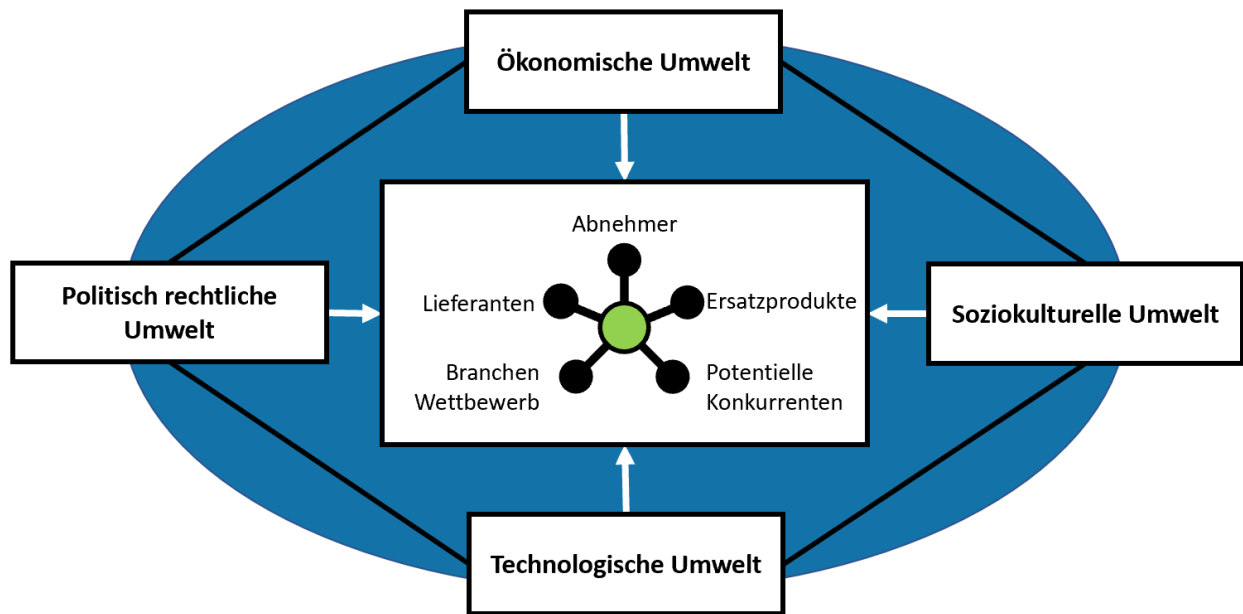 Ökonomische Umwelt
Abnehmer
Politisch rechtliche
Umwelt
Lieferanten
Ersatzprodukte
Soziokulturelle Umwelt
Branchen
Wettbewerb
Potentielle
Konkurrenten
Technologische Umwelt